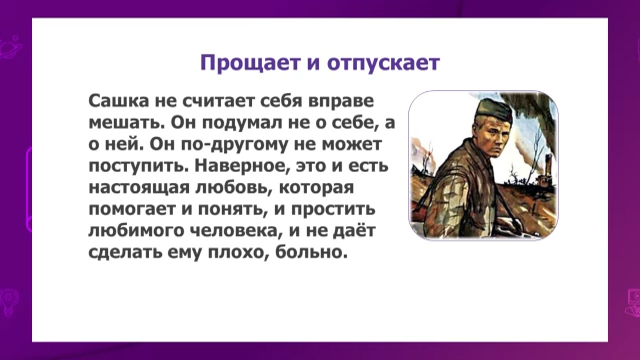 Прощает и отпускает
Сашка не считает себя вправе
мешать. Он подумал не о себе, а
о ней. Он по-другому не может
поступить. Наверное, это и есть
настоящая любовь, которая
помогает и понять, и простить
любимого человека, и не даёт
сделать ему плохо, больно.